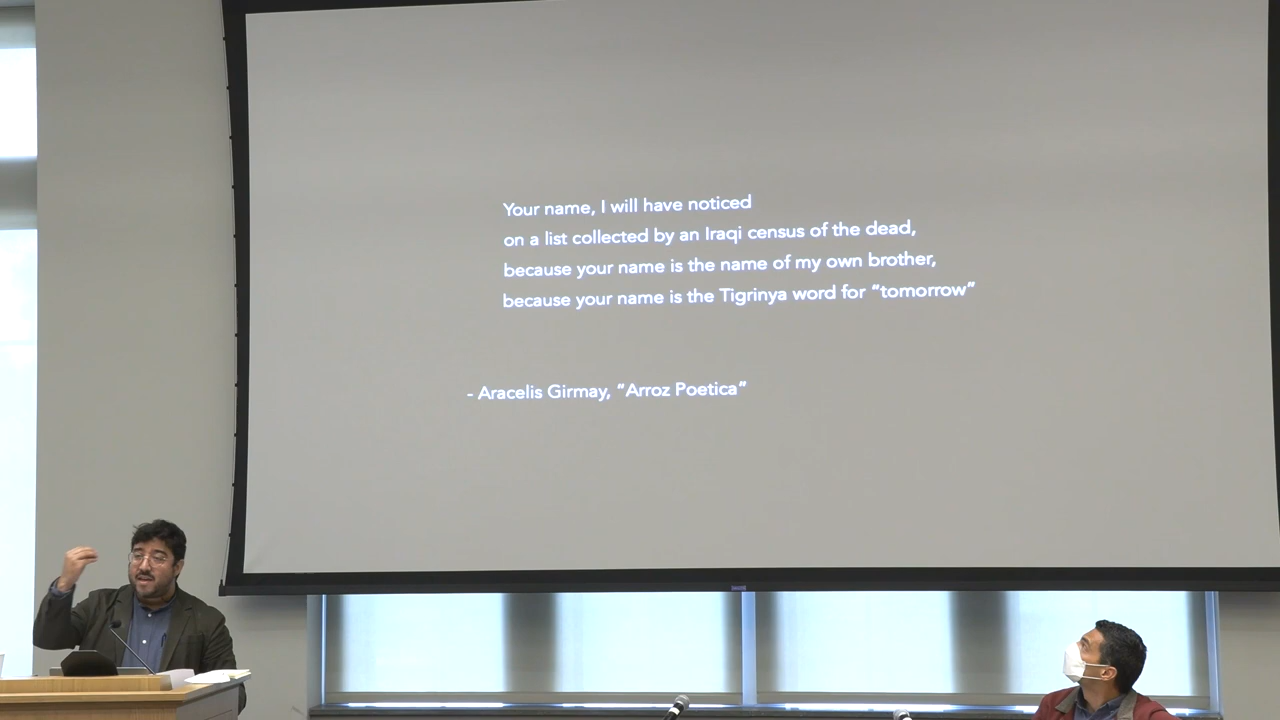 Your name, I will have noticed
on a list collected by an Iraqi census of the dead,
because your name is the name of my own brother,
because your name is the Tigrinya word for “tomorrow”
- Aracelis Girmay, “Arroz Poetica”